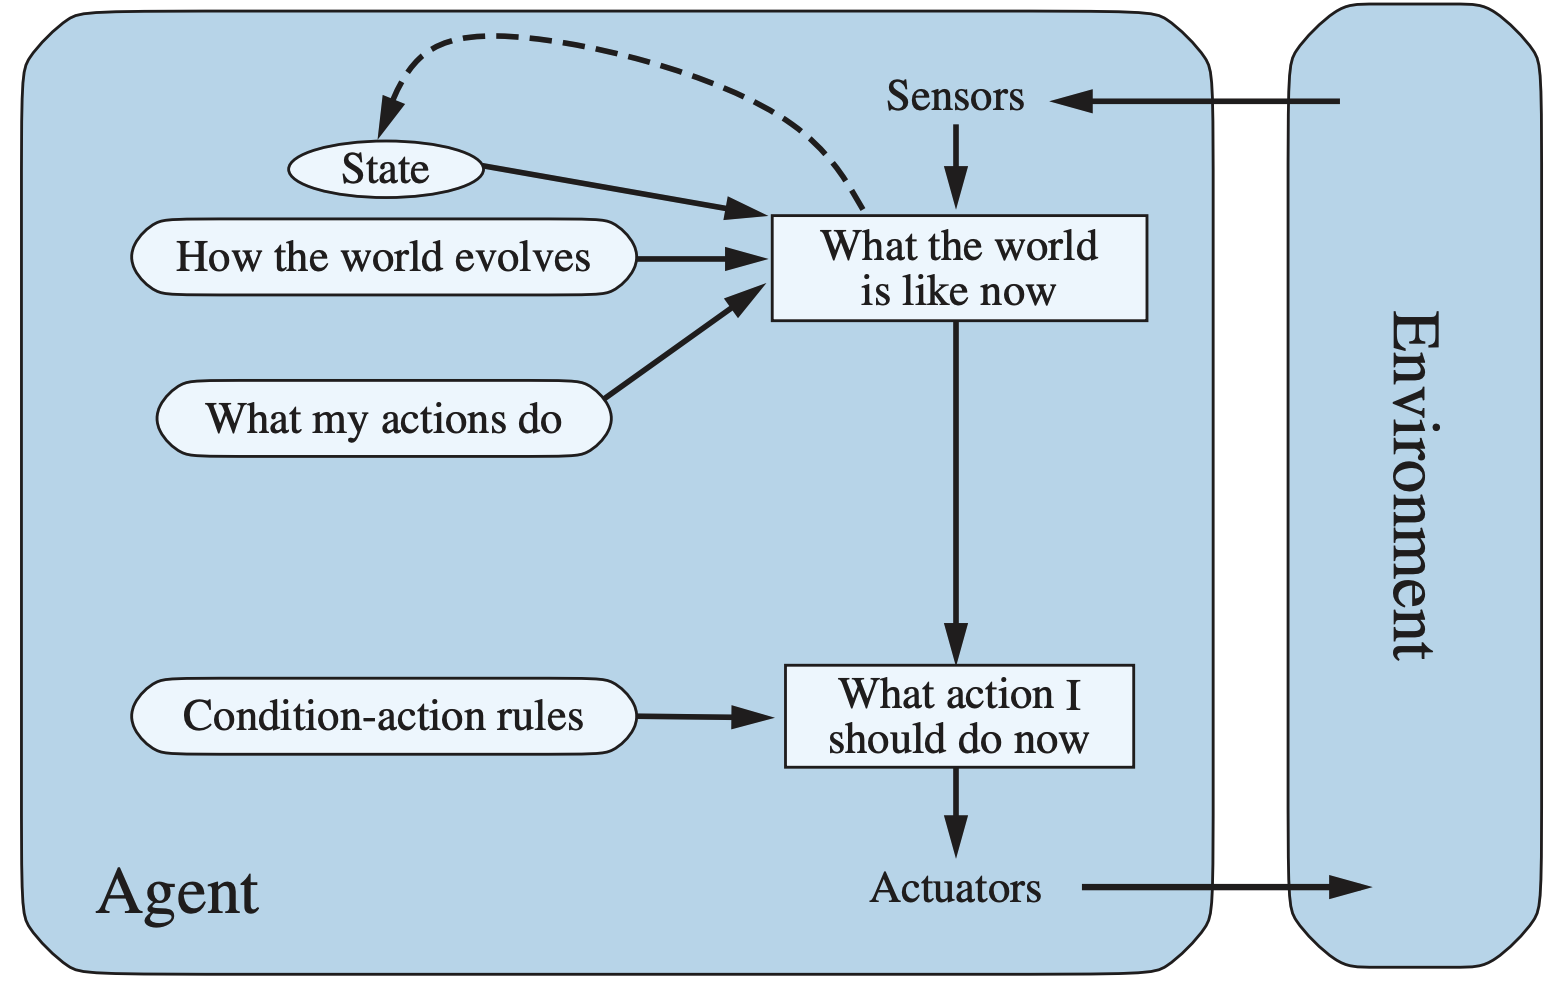 Sensors
State
What the world
is like now
How the world evolves
What my actions do
Environment
Condition-action rules
What action I
should do now
Agent
Actuators